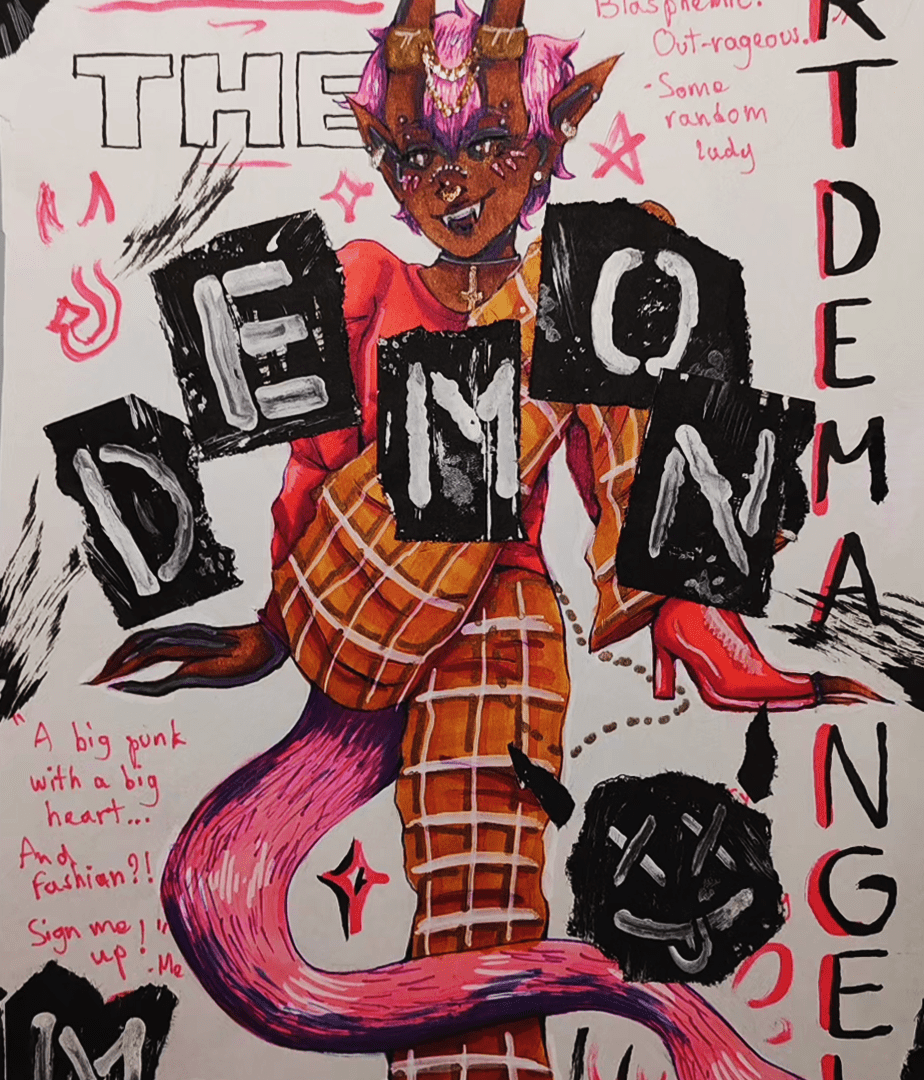 THE
Out-rageous.."
-Some
random
lady
DEMON
RT DEMANGE
"A big punk
with a big
heart...
And
fashion?!
Sign me
up!"
-Me
M